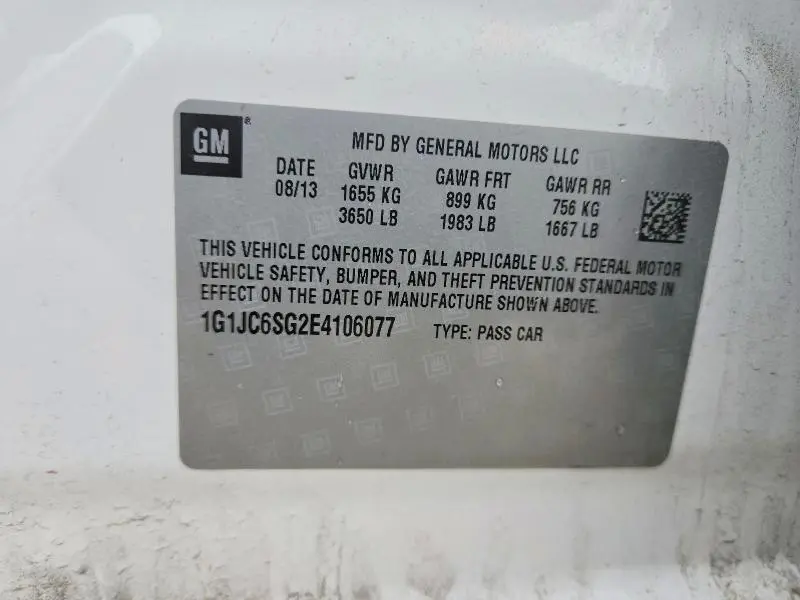 GM®
MFD BY GENERAL MOTORS LLC
DATE GVWR GAWR FRT GAWR RR
08/13 1655 KG 899 KG 756 KG
3650 LB 1983 LB 1667 LB
THIS VEHICLE CONFORMS TO ALL APPLICABLE U.S. FEDERAL MOTOR
VEHICLE SAFETY, BUMPER, AND THEFT PREVENTION STANDARDS IN
EFFECT ON THE DATE OF MANUFACTURE SHOWN ABOVE.
1G1JC6SG2E4106077 TYPE: PASS CAR